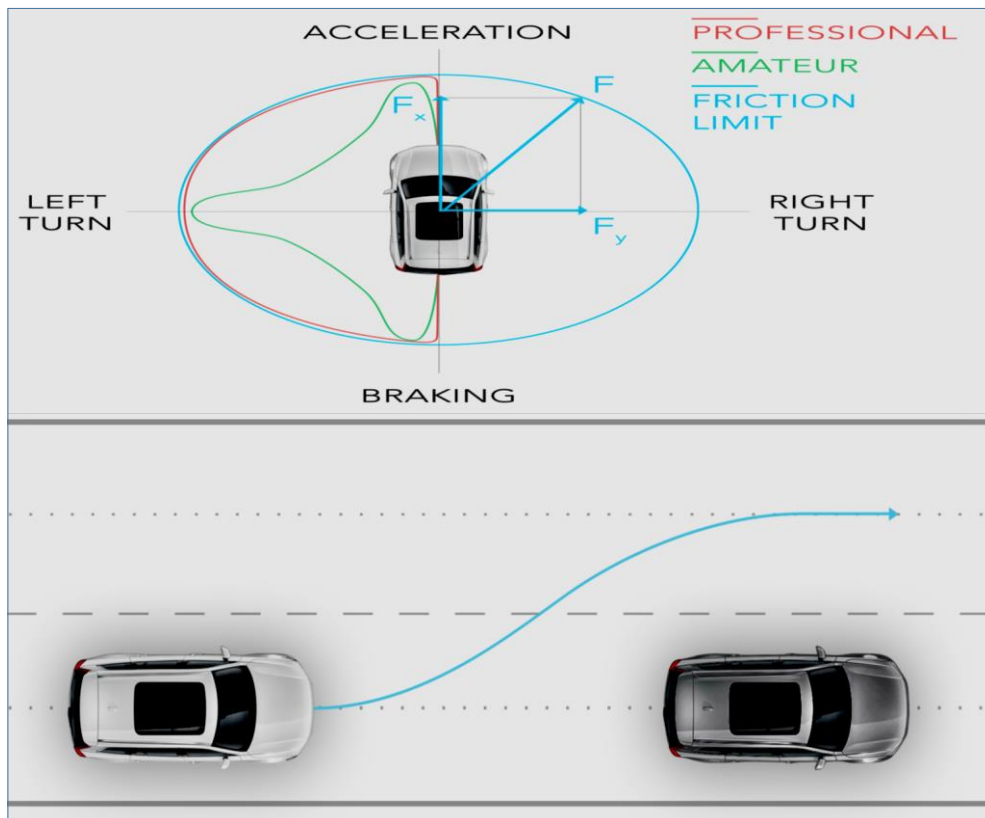 ACCELERATION
PROFESSIONAL
AMATEUR
FRICTION
LIMIT
Fx
F
LEFT
TURN
RIGHT
TURN
Fy
BRAKING